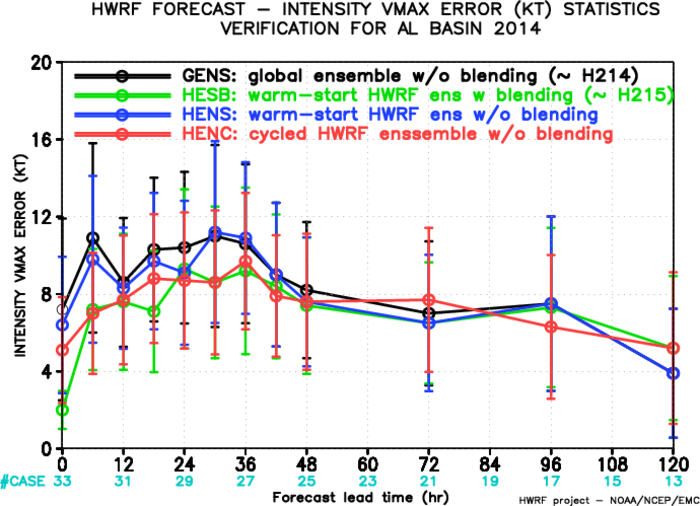 HWRF FORECAST – INTENSITY VMAX ERROR (KT) STATISTICS
VERIFICATION FOR AL BASIN 2014
GENS: global ensemble w/o blending (~ H214)
HESB: warm–start HWRF ens w blending (~ H215)
HENS: warm–start HWRF ens w/o blending
HENC: cycled HWRF enssemble w/o blending
INTENSITY VMAX ERROR (KT)
20
16
12
8
4
0
0 12 24 36 48 60 72 84 96 108 120
#CASE 33 31 29 27 25 23 21 19 17 15 13
Forecast lead time (hr)
HWRF project – NOAA/NCEP/EMC